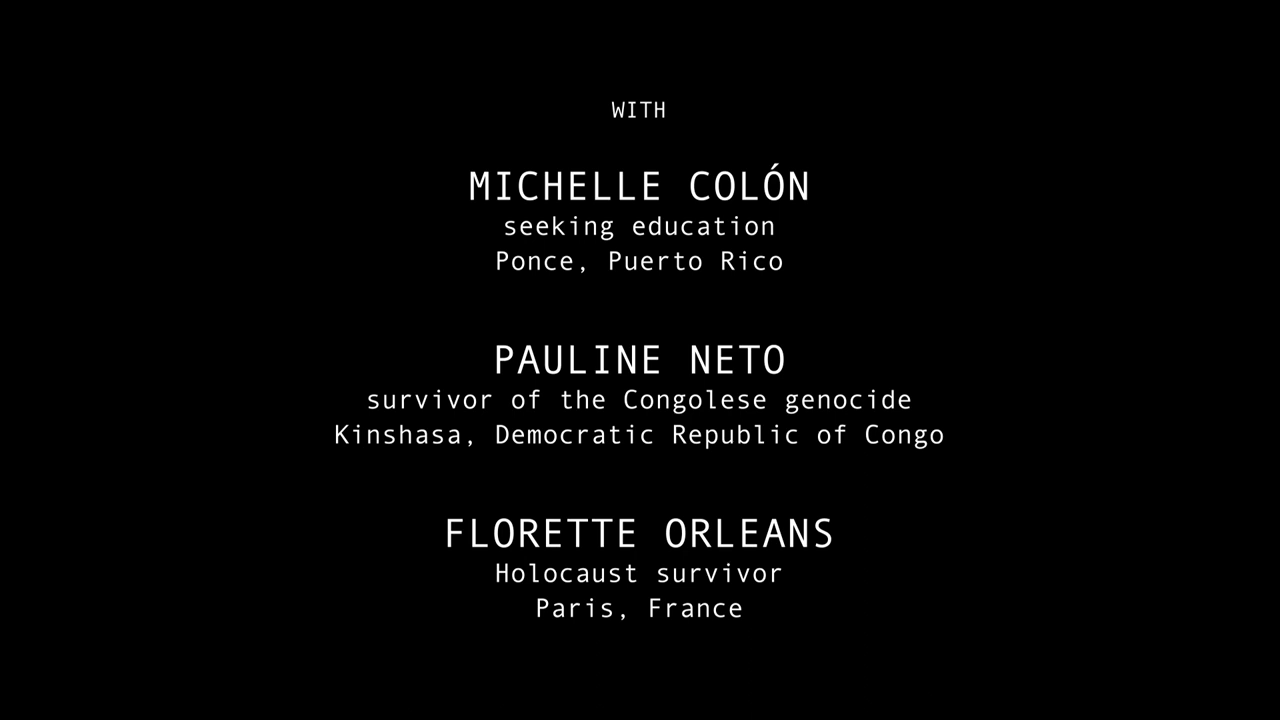 WITH
MICHELLE COLÓN
seeking education
Ponce, Puerto Rico
PAULINE NETO
survivor of the Congolese genocide
Kinshasa, Democratic Republic of Congo
FLORETTE ORLEANS
Holocaust survivor
Paris, France